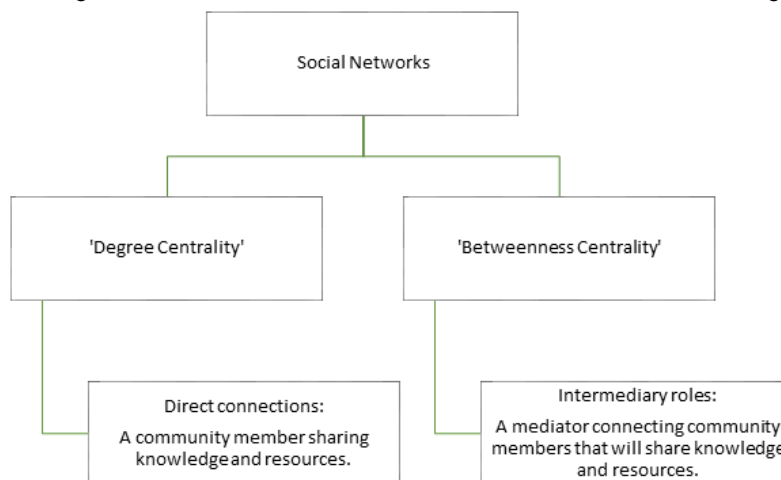 Social Networks
'Degree Centrality'
'Betweenness Centrality'
Direct connections:
A community member sharing
knowledge and resources.
Intermediary roles:
A mediator connecting community
members that will share knowledge
and resources.